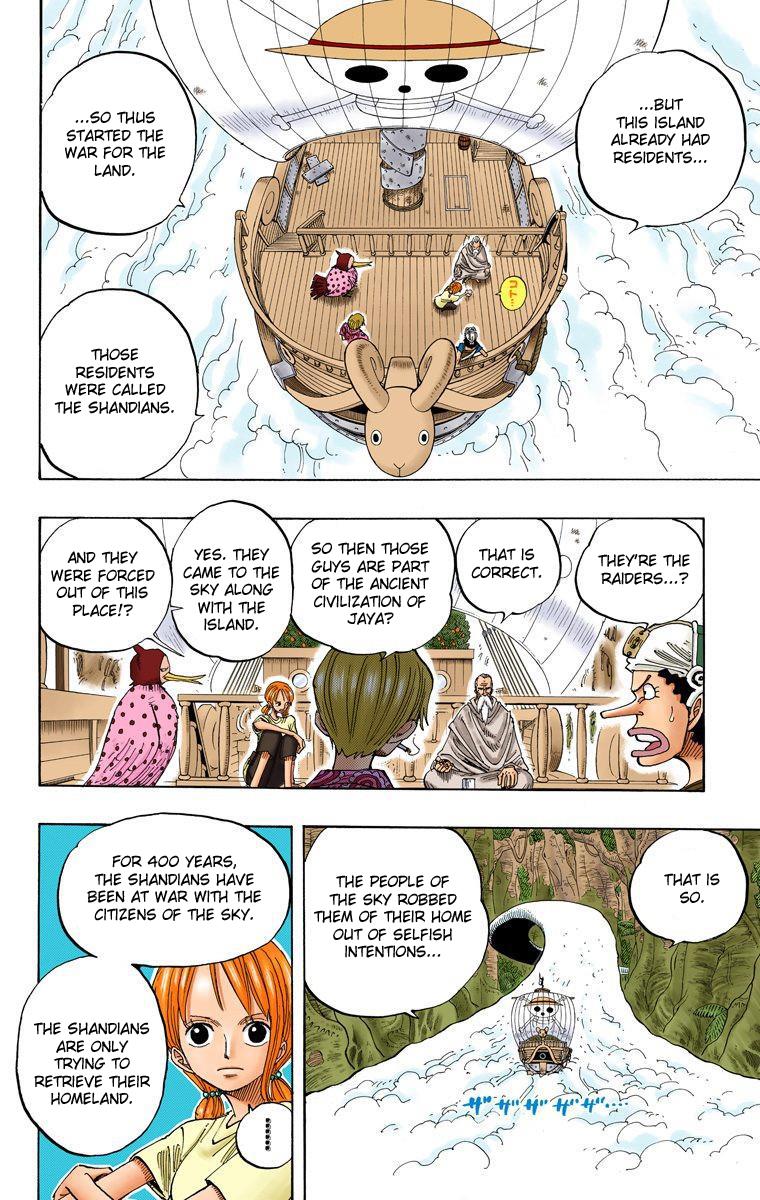 ...BUT
THIS ISLAND
ALREADY HAD
RESIDENTS...
...SO THUS
STARTED THE
WAR FOR THE
LAND.
THOSE
RESIDENTS
WERE CALLED
THE SHANDIANS.
THEY'RE THE
RAIDERS...?
THAT IS
CORRECT.
SO THEN THOSE
GUYS ARE PART
OF THE ANCIENT
CIVILIZATION OF
JAYA?
YES. THEY
CAME TO THE
SKY ALONG
WITH THE
ISLAND.
AND THEY
WERE FORCED
OUT OF THIS
PLACE!?
THAT IS
SO.
THE PEOPLE OF
THE SKY ROBBED
THEM OF THEIR HOME
OUT OF SELFISH
INTENTIONS...
ザザザザザ....
FOR 400 YEARS,
THE SHANDIANS HAVE
BEEN AT WAR WITH THE
CITIZENS OF THE SKY.
THE SHANDIANS
ARE ONLY
TRYING TO
RETRIEVE THEIR
HOMELAND.
......